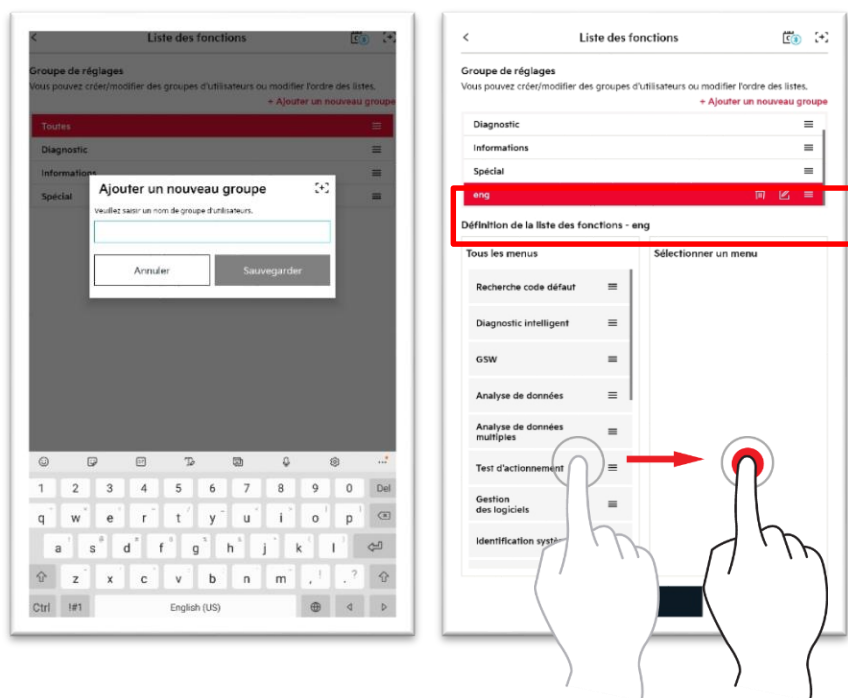 Liste des fonctions
Groupe de réglages
Vous pouvez créer/modifier des groupes d'utilisateurs ou modifier l'ordre des listes.
+ Ajouter un nouveau groupe
Toutes
Diagnostic
Informations
Spécial
Ajouter un nouveau groupe
Veuillez saisir un nom de groupe d'utilisateurs.
Annuler
Sauvegarder
1 2 3 4 5 6 7 8 9 0 Del
q w e r t y u i o p
a s d f g h j k l
z x c v b n m , ! . ?
Ctrl !#1 English (US)
Liste des fonctions
Groupe de réglages
Vous pouvez créer/modifier des groupes d'utilisateurs ou modifier l'ordre des listes.
+ Ajouter un nouveau groupe
Diagnostic
Informations
Spécial
eng
Définition de la liste des fonctions - eng
Tous les menus
Sélectionner un menu
Recherche code défaut
Diagnostic intelligent
GSW
Analyse de données
Analyse de données
multiples
Test d'actionnement
Gestion
des logiciels
Identification